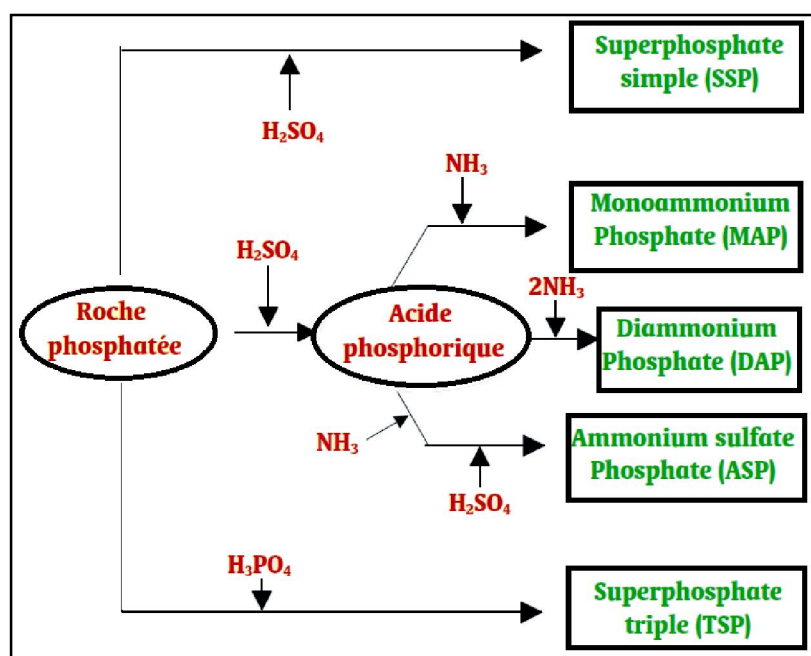 Superphosphate
simple (SSP)
H₂SO₄
NH₃
Monoammonium
Phosphate (MAP)
H₂SO₄
2NH₃
Roche
phosphatée
Acide
phosphorique
Diammonium
Phosphate (DAP)
NH₃
Ammonium sulfate
Phosphate (ASP)
H₂SO₄
H₃PO₄
Superphosphate
triple (TSP)